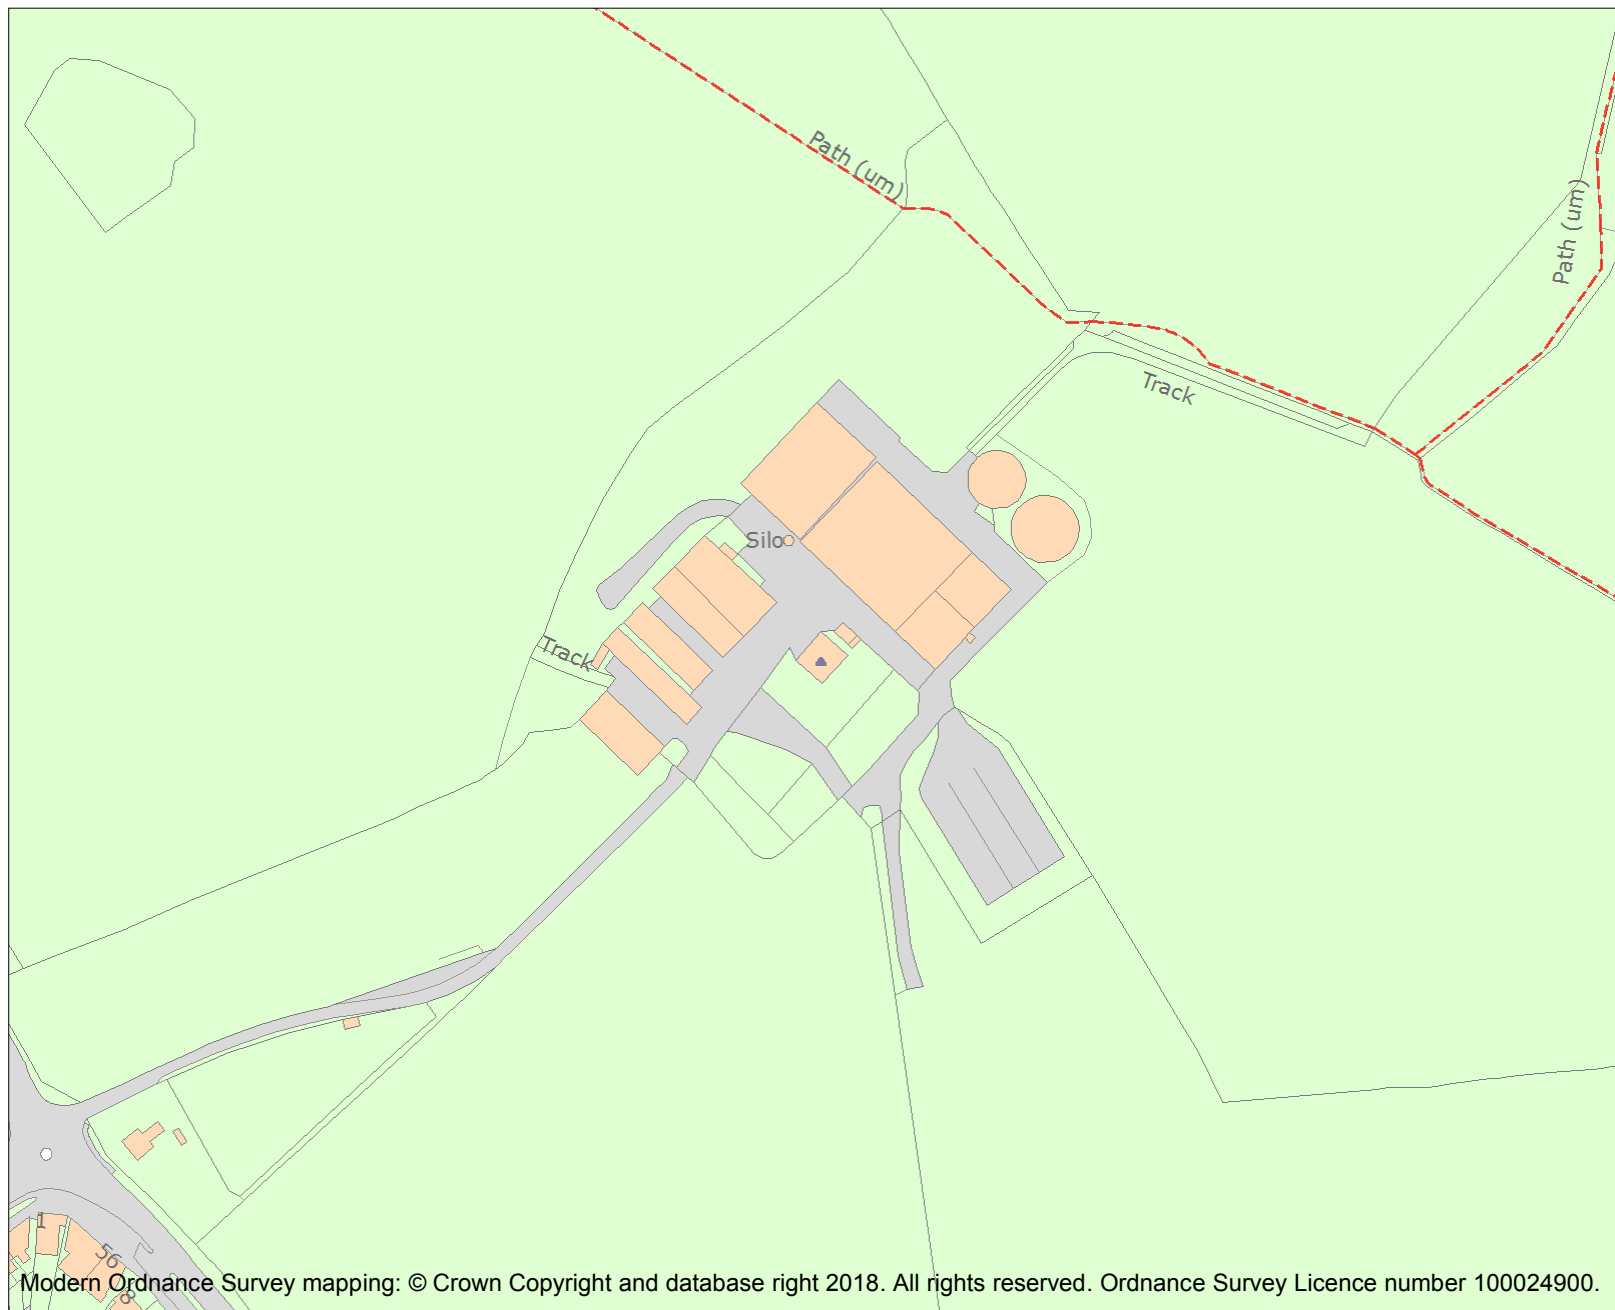 Path (um)
Path (um)
Track
Silo
Track
1
56
8
Modern Ordnance Survey mapping: © Crown Copyright and database right 2018. All rights reserved. Ordnance Survey Licence number 100024900.